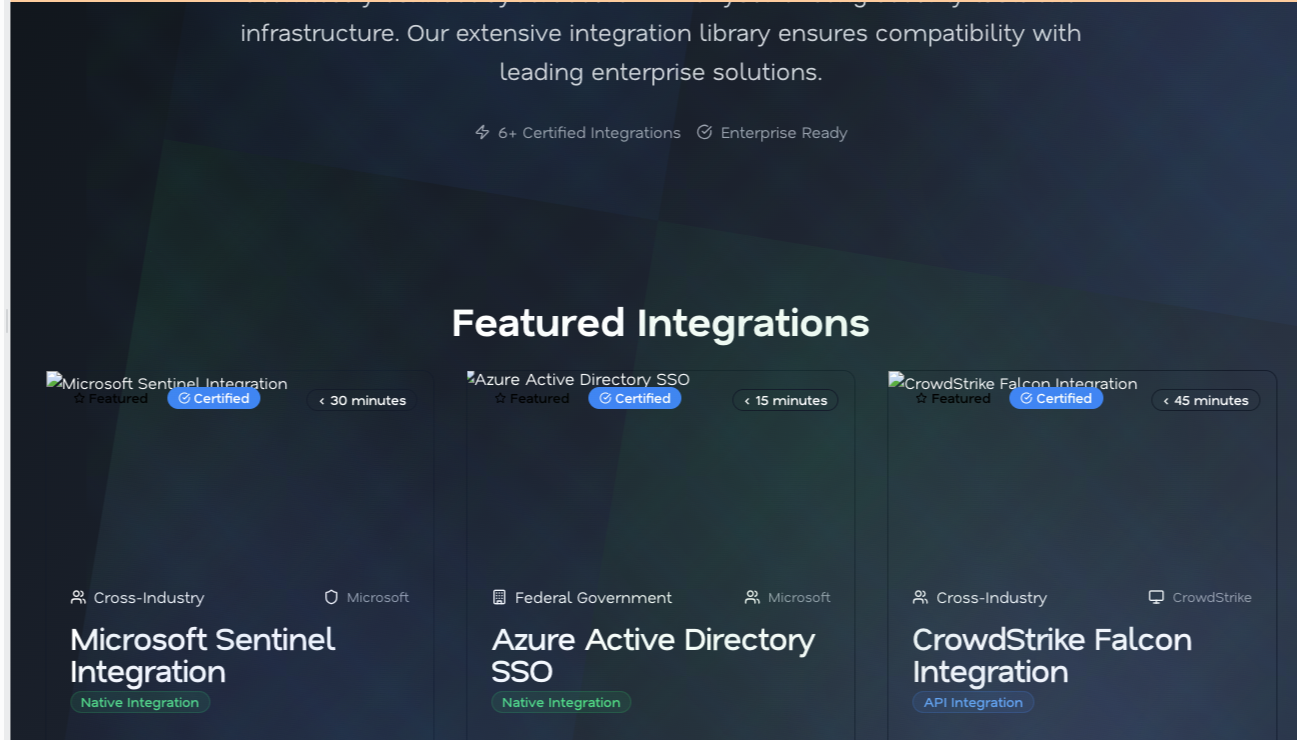 infrastructure. Our extensive integration library ensures compatibility with
leading enterprise solutions.
6+ Certified Integrations Enterprise Ready
Featured Integrations
Microsoft Sentinel Integration
Featured Certified < 30 minutes
Cross-Industry Microsoft
Microsoft Sentinel
Integration
Native Integration
Azure Active Directory SSO
Featured Certified < 15 minutes
Federal Government Microsoft
Azure Active Directory
SSO
Native Integration
CrowdStrike Falcon Integration
Featured Certified < 45 minutes
Cross-Industry CrowdStrike
CrowdStrike Falcon
Integration
API Integration